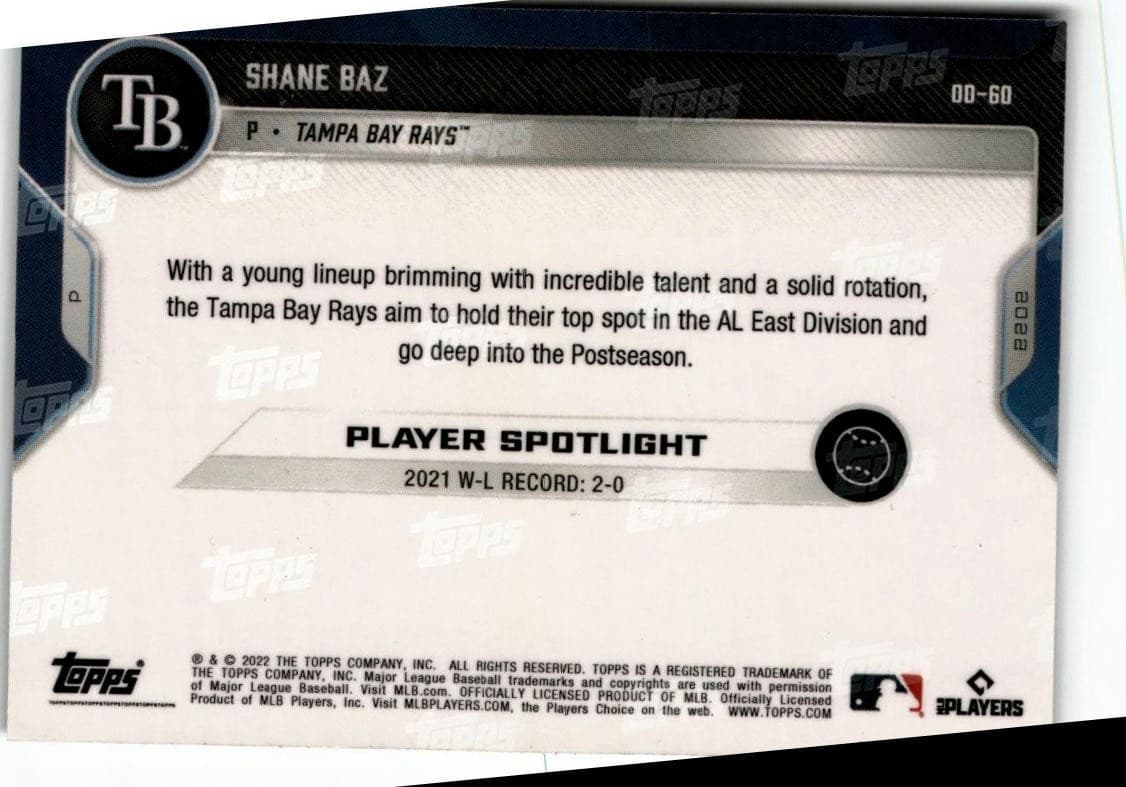 TB
SHANE BAZ
OD-60
P • TAMPA BAY RAYS™
P
2022
With a young lineup brimming with incredible talent and a solid rotation,
the Tampa Bay Rays aim to hold their top spot in the AL East Division and
go deep into the Postseason.
PLAYER SPOTLIGHT
2021 W-L RECORD: 2-0
Topps®
® & © 2022 THE TOPPS COMPANY, INC. ALL RIGHTS RESERVED. TOPPS IS A REGISTERED TRADEMARK OF
THE TOPPS COMPANY, INC. Major League Baseball trademarks and copyrights are used with permission
of Major League Baseball. Visit MLB.com. OFFICIALLY LICENSED PRODUCT OF MLB. Officially Licensed
Product of MLB Players, Inc. Visit MLBPLAYERS.COM, the Players Choice on the web. WWW.TOPPS.COM
MLB PLAYERS